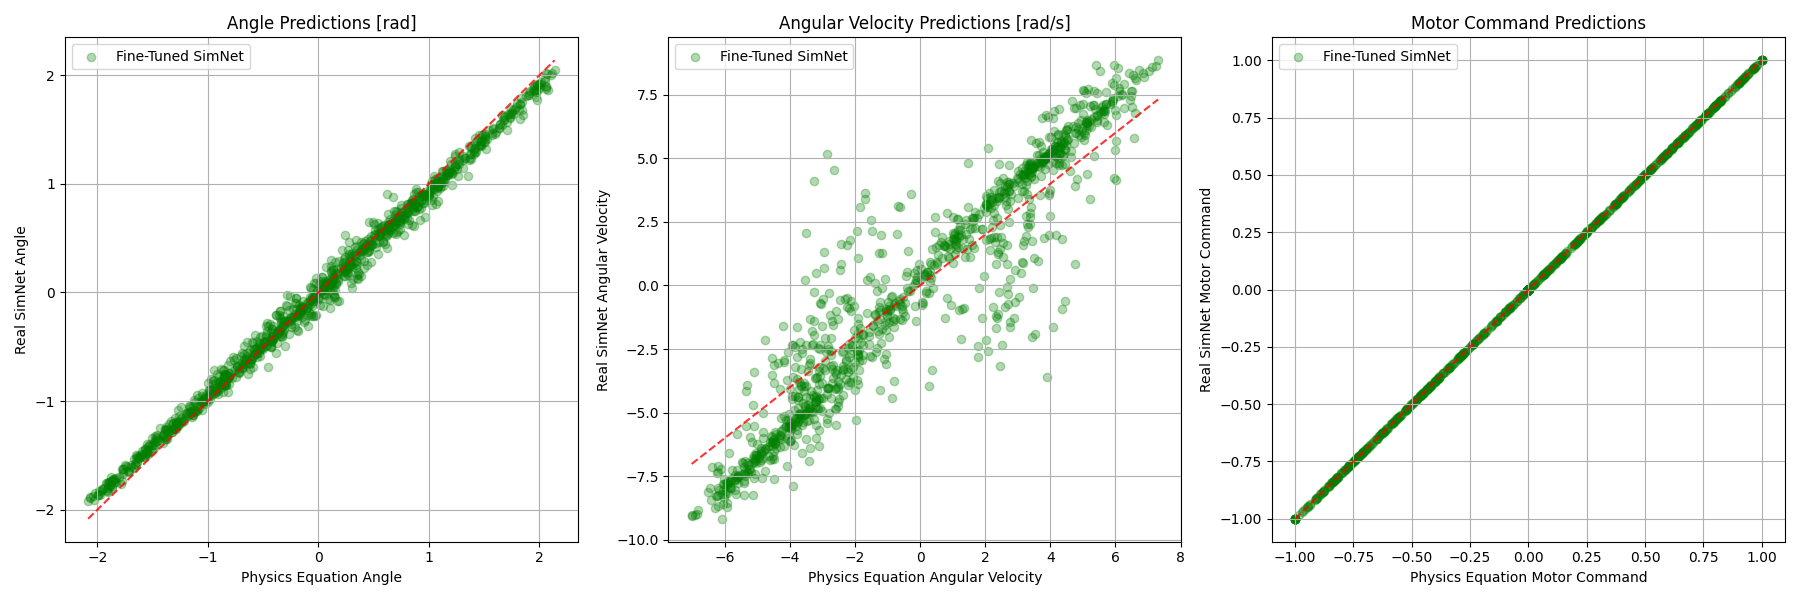 Angle Predictions [rad]
Fine-Tuned SimNet
Real SimNet Angle
2
1
0
−1
−2
−2 −1 0 1 2
Physics Equation Angle
Angular Velocity Predictions [rad/s]
Fine-Tuned SimNet
Real SimNet Angular Velocity
7.5
5.0
2.5
0.0
−2.5
−5.0
−7.5
−10.0
−6 −4 −2 0 2 4 6 8
Physics Equation Angular Velocity
Motor Command Predictions
Fine-Tuned SimNet
Real SimNet Motor Command
1.00
0.75
0.50
0.25
0.00
−0.25
−0.50
−0.75
−1.00
−1.00 −0.75 −0.50 −0.25 0.00 0.25 0.50 0.75 1.00
Physics Equation Motor Command